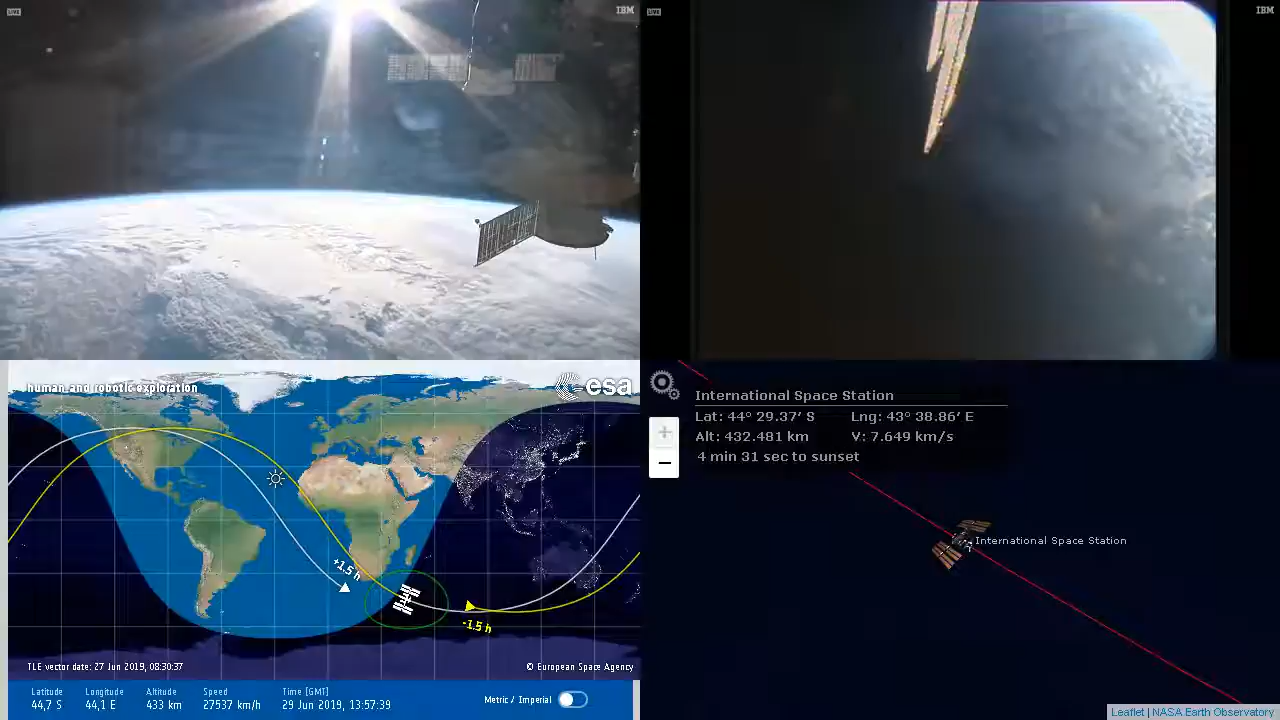 LIVE
IBM
LIVE
IBM
human and robotic exploration
esa
+1.5 h
-1.5 h
TLE vector date: 27 Jun 2019, 08:30:37
© European Space Agency
Latitude Longitude Altitude Speed Time [GMT]
44,7 S 44,1 E 433 km 27537 km/h 29 Jun 2019, 13:57:39
Metric / Imperial
International Space Station
Lat: 44° 29.37′ S Lng: 43° 38.86′ E
Alt: 432.481 km V: 7.649 km/s
4 min 31 sec to sunset
+
−
International Space Station
Leaflet | NASA Earth Observatory